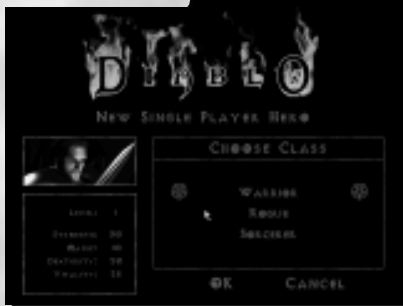 DIABLO
NEW SINGLE PLAYER HERO
CHOOSE CLASS
WARRIOR
ROGUE
SORCERER
LEVEL: 1
STRENGTH: 30
MAGIC: 10
DEXTERITY: 20
VITALITY: 25
OK CANCEL